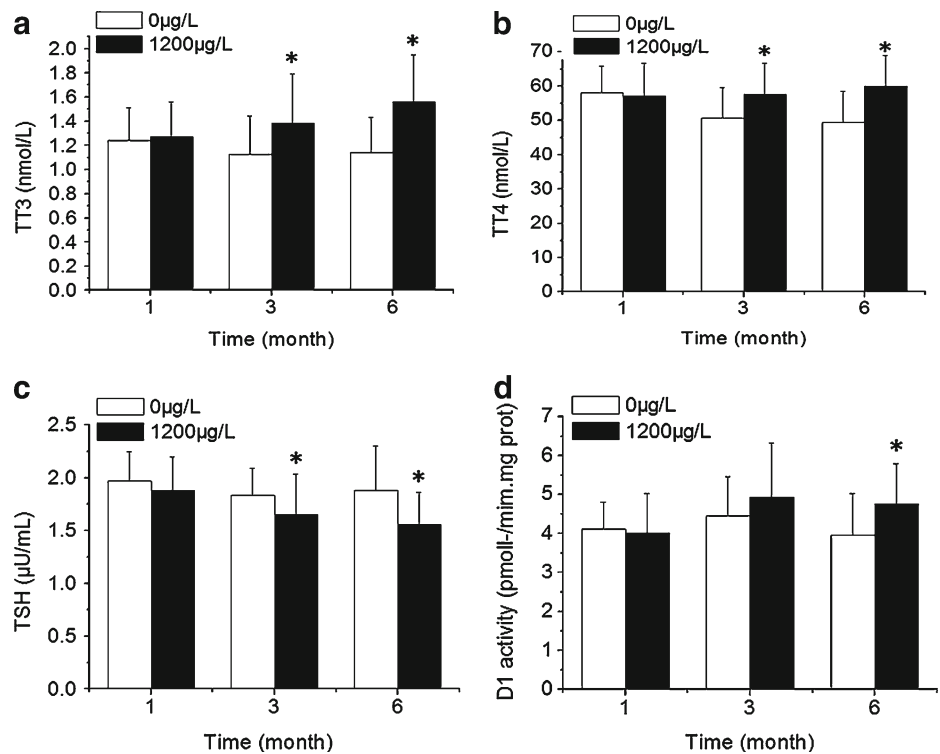 a
0µg/L
1200µg/L
TT3 (nmol/L)
2.0
1.8
1.6
1.4
1.2
1.0
0.8
0.6
0.4
0.2
0.0
*
*
1
3
6
Time (month)
b
0µg/L
1200µg/L
TT4 (nmol/L)
70
60
50
40
30
20
10
0
*
*
1
3
6
Time (month)
c
0µg/L
1200µg/L
TSH (µU/mL)
2.5
2.0
1.5
1.0
0.5
0.0
*
*
1
3
6
Time (month)
d
0µg/L
1200µg/L
D1 activity (pmoll-/mim.mg prot)
7
6
5
4
3
2
1
0
*
1
3
6
Time (month)